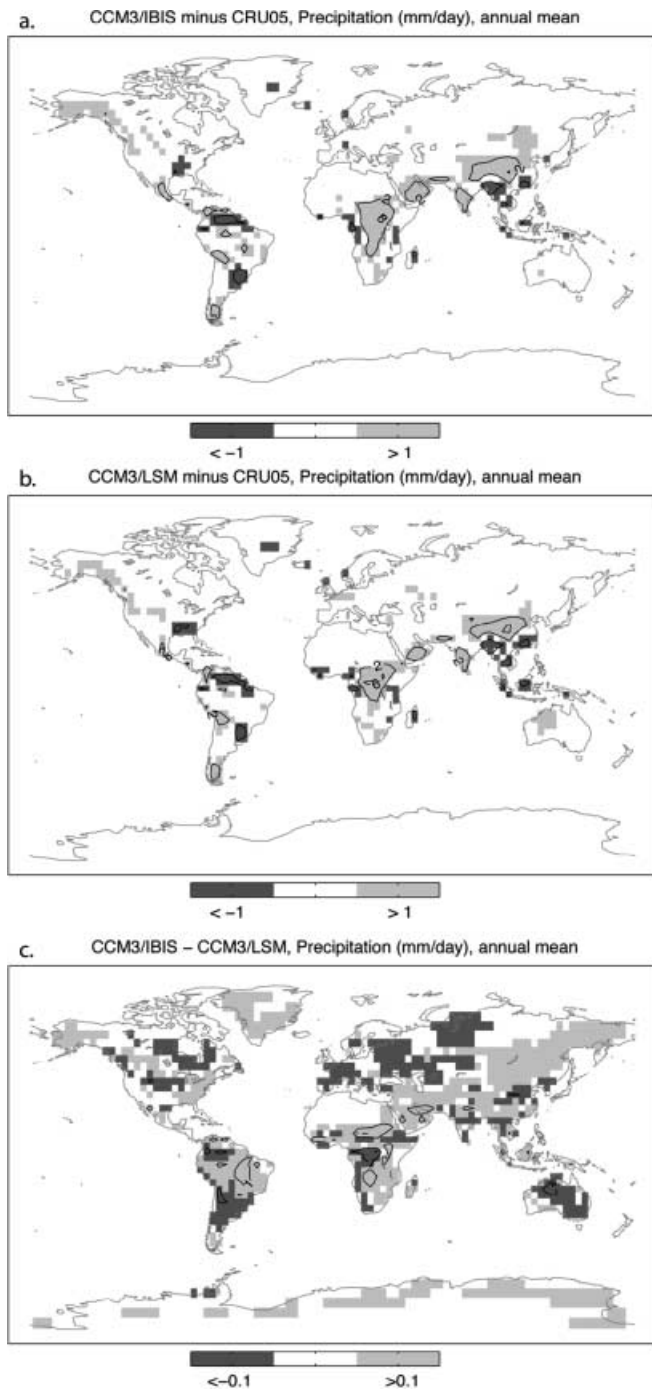 a. CCM3/IBIS minus CRU05, Precipitation (mm/day), annual mean
< −1 > 1
b. CCM3/LSM minus CRU05, Precipitation (mm/day), annual mean
< −1 > 1
c. CCM3/IBIS − CCM3/LSM, Precipitation (mm/day), annual mean
<−0.1 >0.1